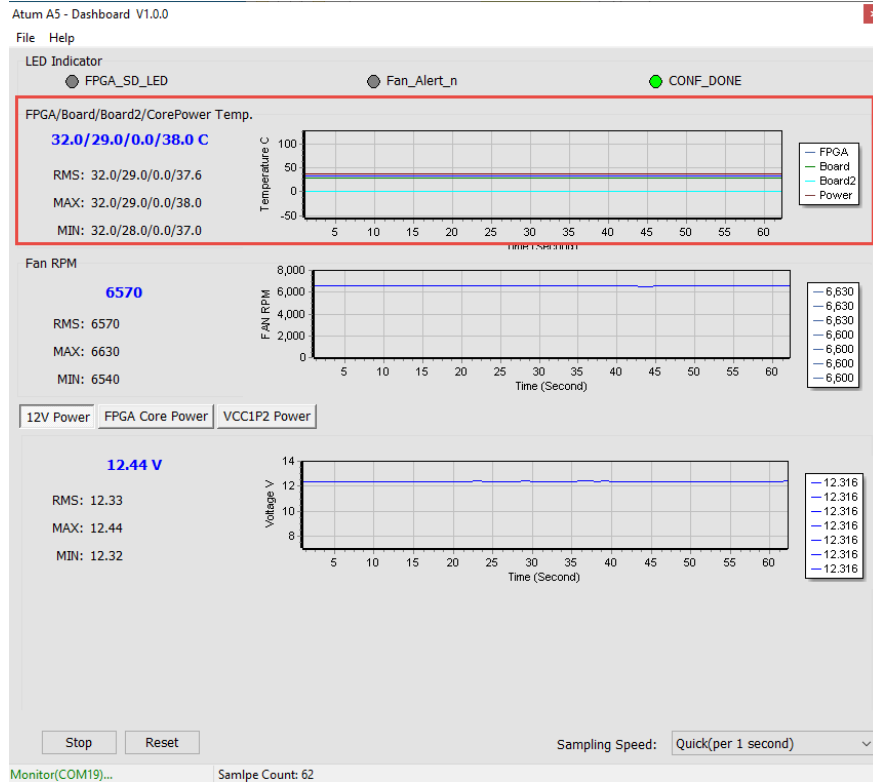 Atum A5 - Dashboard V1.0.0
File Help
LED Indicator
FPGA_SD_LED Fan_Alert_n CONF_DONE
FPGA/Board/Board2/CorePower Temp.
32.0/29.0/0.0/38.0 C
RMS: 32.0/29.0/0.0/37.6
MAX: 32.0/29.0/0.0/38.0
MIN: 32.0/28.0/0.0/37.0
Temperature C
100
50
0
-50
5 10 15 20 25 30 35 40 45 50 55 60
Time (Second)
FPGA
Board
Board2
Power
Fan RPM
6570
RMS: 6570
MAX: 6630
MIN: 6540
FAN RPM
8,000
6,000
4,000
2,000
0
5 10 15 20 25 30 35 40 45 50 55 60
Time (Second)
6,630
6,630
6,630
6,600
6,600
6,600
6,600
12V Power FPGA Core Power VCC1P2 Power
12.44 V
RMS: 12.33
MAX: 12.44
MIN: 12.32
Voltage V
14
12
10
8
5 10 15 20 25 30 35 40 45 50 55 60
Time (Second)
12.316
12.316
12.316
12.316
12.316
12.316
12.316
Stop Reset Sampling Speed: Quick(per 1 second)
Monitor(COM19)... Samlpe Count: 62